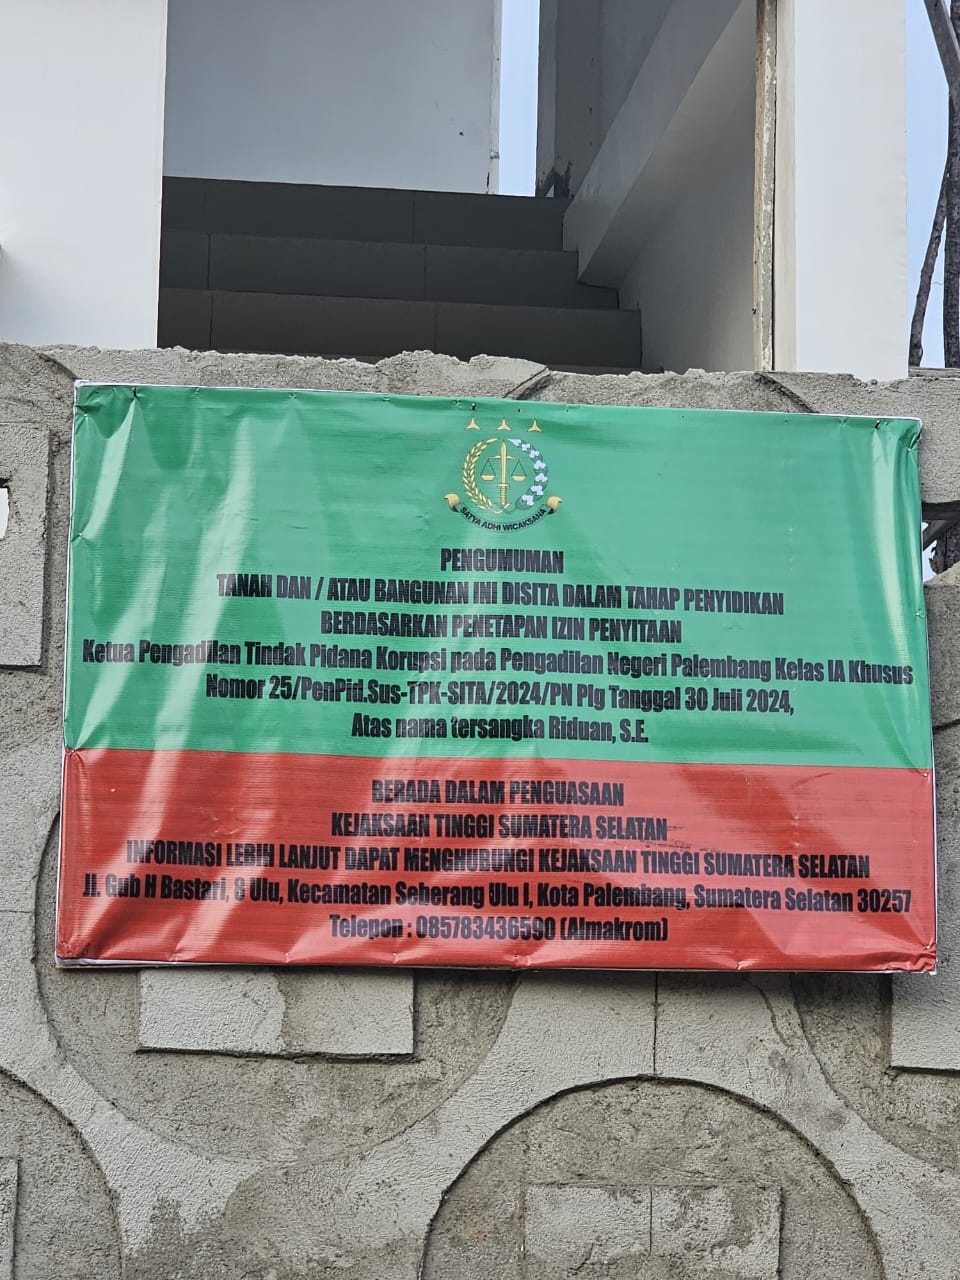 SATYA ADHI WICAKSANA
PENGUMUMAN
TANAH DAN / ATAU BANGUNAN INI DISITA DALAM TAHAP PENYIDIKAN
BERDASARKAN PENETAPAN IZIN PENYITAAN
Ketua Pengadilan Tindak Pidana Korupsi pada Pengadilan Negeri Palembang Kelas IA Khusus
Nomor 25/PenPid.Sus-TPK-SITA/2024/PN Plg Tanggal 30 Juli 2024,
Atas nama tersangka Riduan, S.E.
BERADA DALAM PENGUASAAN
KEJAKSAAN TINGGI SUMATERA SELATAN
INFORMASI LEBIH LANJUT DAPAT MENGHUBUNGI KEJAKSAAN TINGGI SUMATERA SELATAN
Jl. Gub H Bastari, 8 Ulu, Kecamatan Seberang Ulu I, Kota Palembang, Sumatera Selatan 30257
Telepon : 085783436590 (Almakrom)